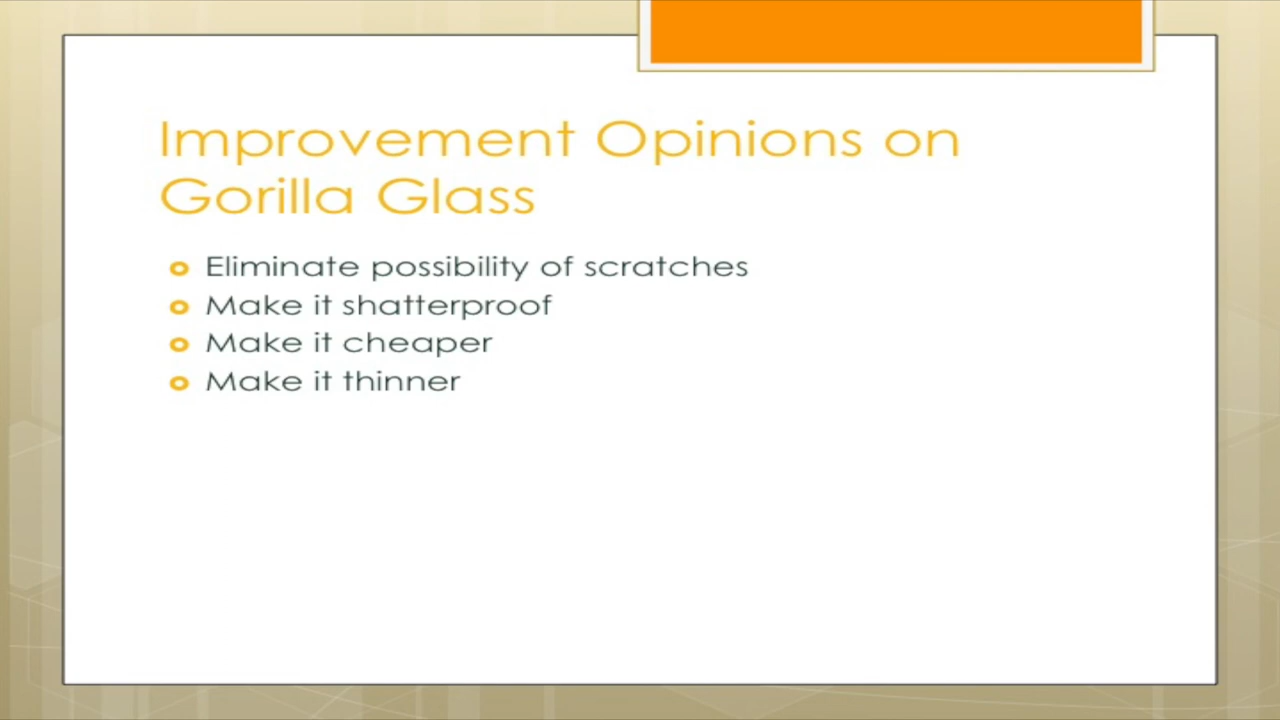 Improvement Opinions on
Gorilla Glass
Eliminate possibility of scratches
Make it shatterproof
Make it cheaper
Make it thinner